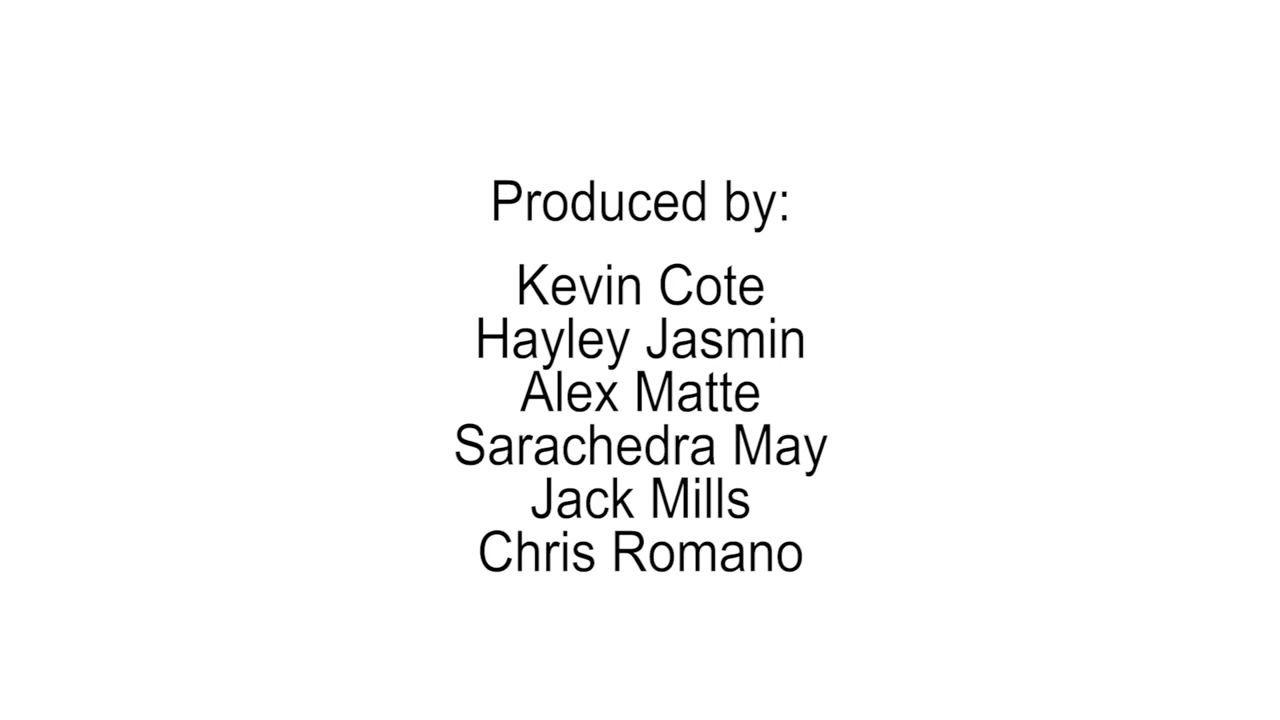 Produced by:
Kevin Cote
Hayley Jasmin
Alex Matte
Sarachedra May
Jack Mills
Chris Romano